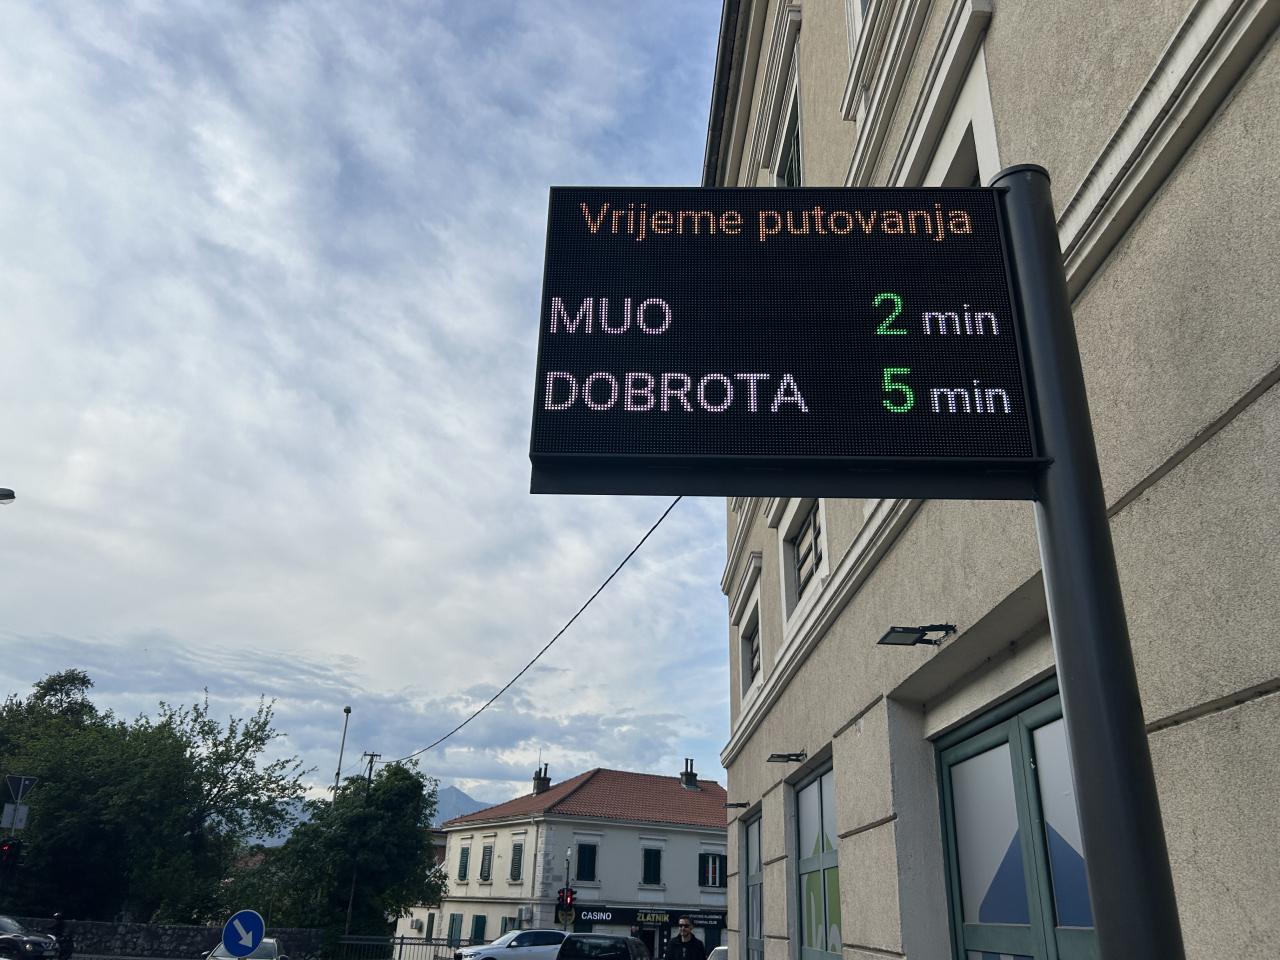 Vrijeme putovanja
MUO 2 min
DOBROTA 5 min
CASINO ZLATNIK